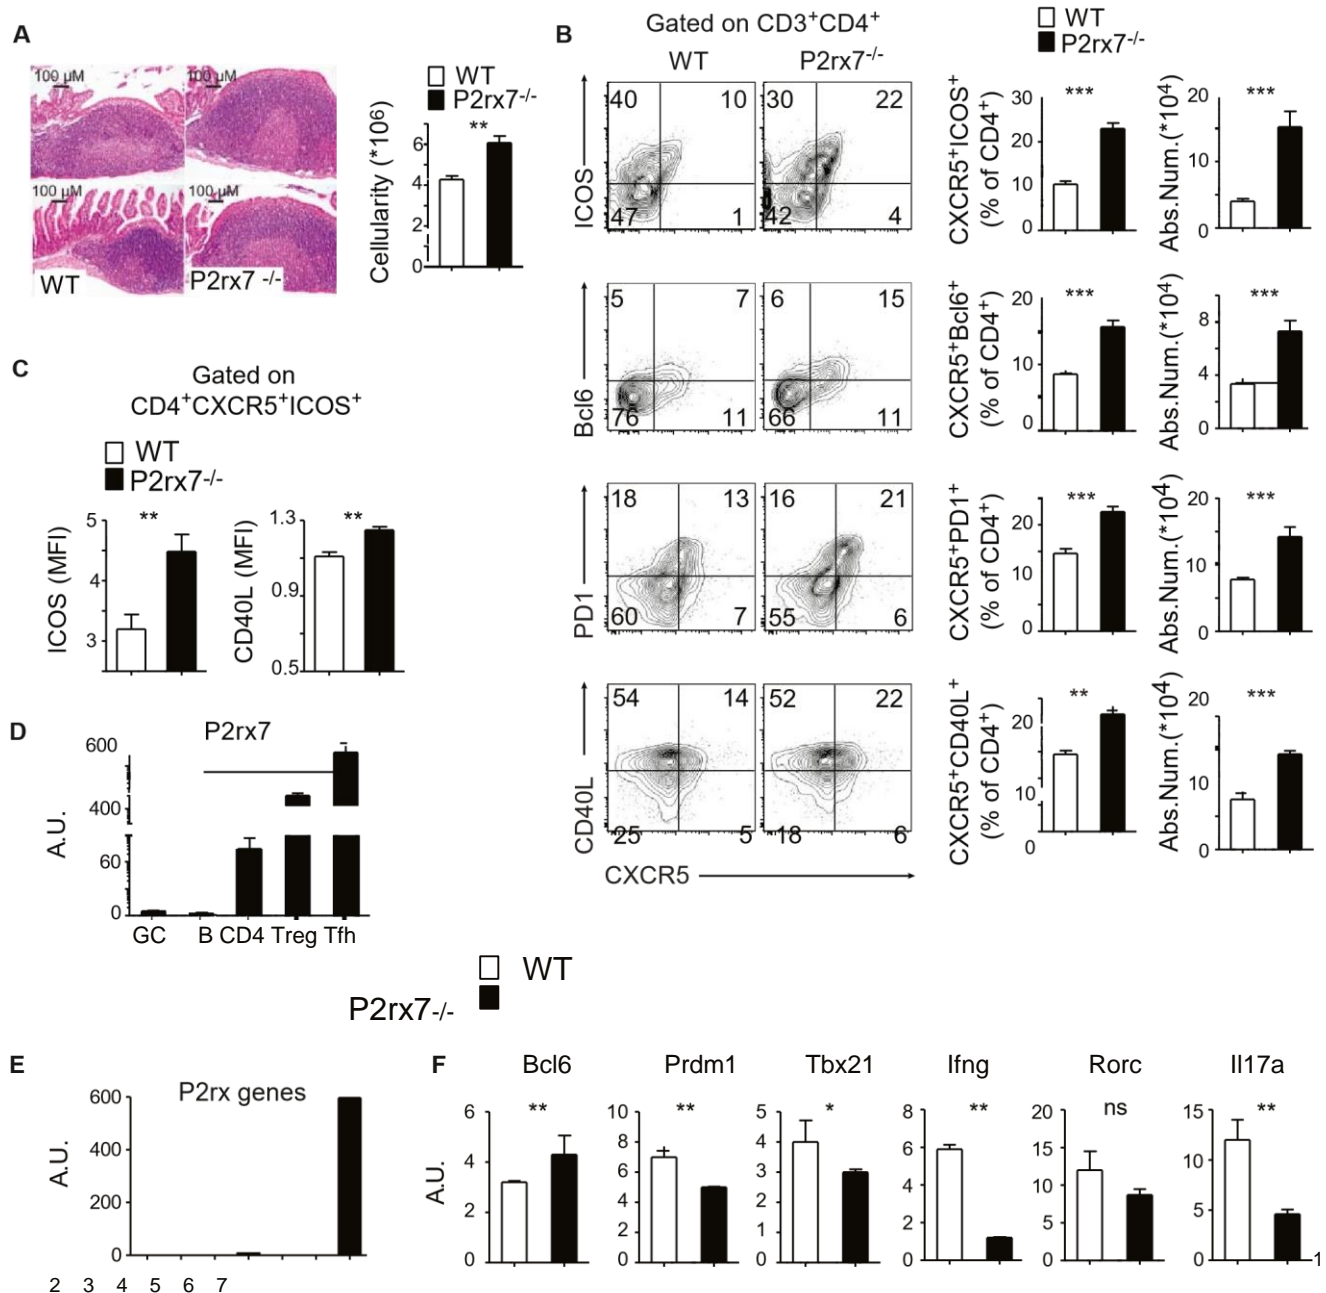 A
100 µM
100 µM
100 µM
100 µM
WT
P2rx7 -/-
WT
P2rx7-/-
Cellularity (*10⁶)
**
6
4
2
0
B
Gated on CD3⁺CD4⁺
WT P2rx7-/-
WT
P2rx7-/-
ICOS
40 10
47 1
30 22
42 4
CXCR5⁺ICOS⁺
(% of CD4⁺)
***
30
20
10
0
Abs.Num.(*10⁴)
***
20
10
0
Bcl6
5 7
76 11
6 15
66 11
CXCR5⁺Bcl6⁺
(% of CD4⁺)
***
20
10
0
Abs.Num.(*10⁴)
***
8
4
0
PD1
18 13
60 7
16 21
55 6
CXCR5⁺PD1⁺
(% of CD4⁺)
***
20
10
0
Abs.Num.(*10⁴)
***
20
10
0
CD40L
54 14
25 5
52 22
18 6
CXCR5⁺CD40L⁺
(% of CD4⁺)
**
20
10
0
Abs.Num.(*10⁴)
***
20
10
0
CXCR5
C
Gated on
CD4⁺CXCR5⁺ICOS⁺
WT
P2rx7-/-
ICOS (MFI)
**
5
4
3
CD40L (MFI)
**
1.3
0.9
0.5
D
P2rx7
A.U.
600
400
60
0
GC B CD4 Treg Tfh
WT
P2rx7-/-
E
P2rx genes
A.U.
600
400
200
0
2 3 4 5 6 7
F
A.U.
Bcl6
**
6
4
2
0
Prdm1
**
10
8
6
4
2
0
Tbx21
*
5
4
3
2
1
0
Ifng
**
8
6
4
2
0
Rorc
ns
20
15
10
5
0
Il17a
**
15
10
5
0
1